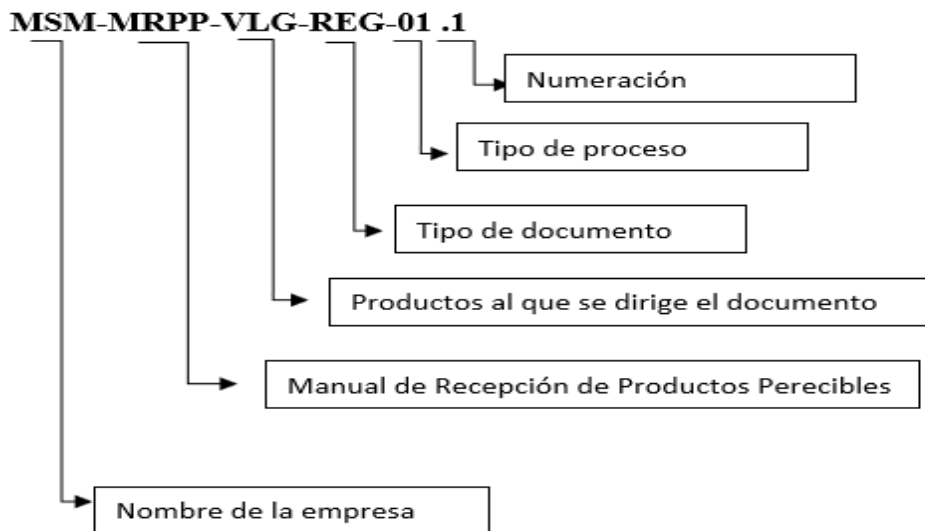 MSM-MRPP-VLG-REG-01 .1
Numeración
Tipo de proceso
Tipo de documento
Productos al que se dirige el documento
Manual de Recepción de Productos Perecibles
Nombre de la empresa